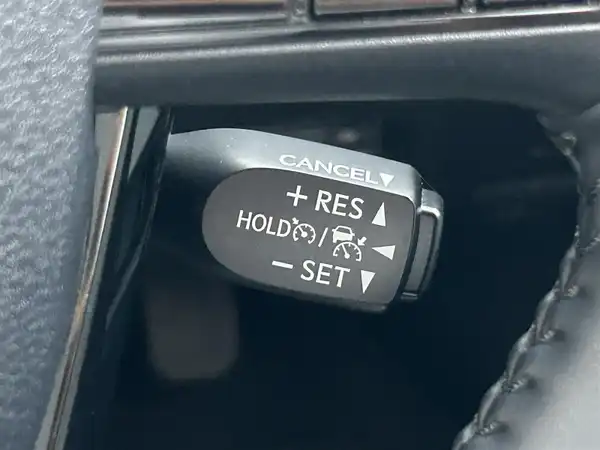 CANCEL▼
+ RES ▲
HOLD / ◀
− SET ▼